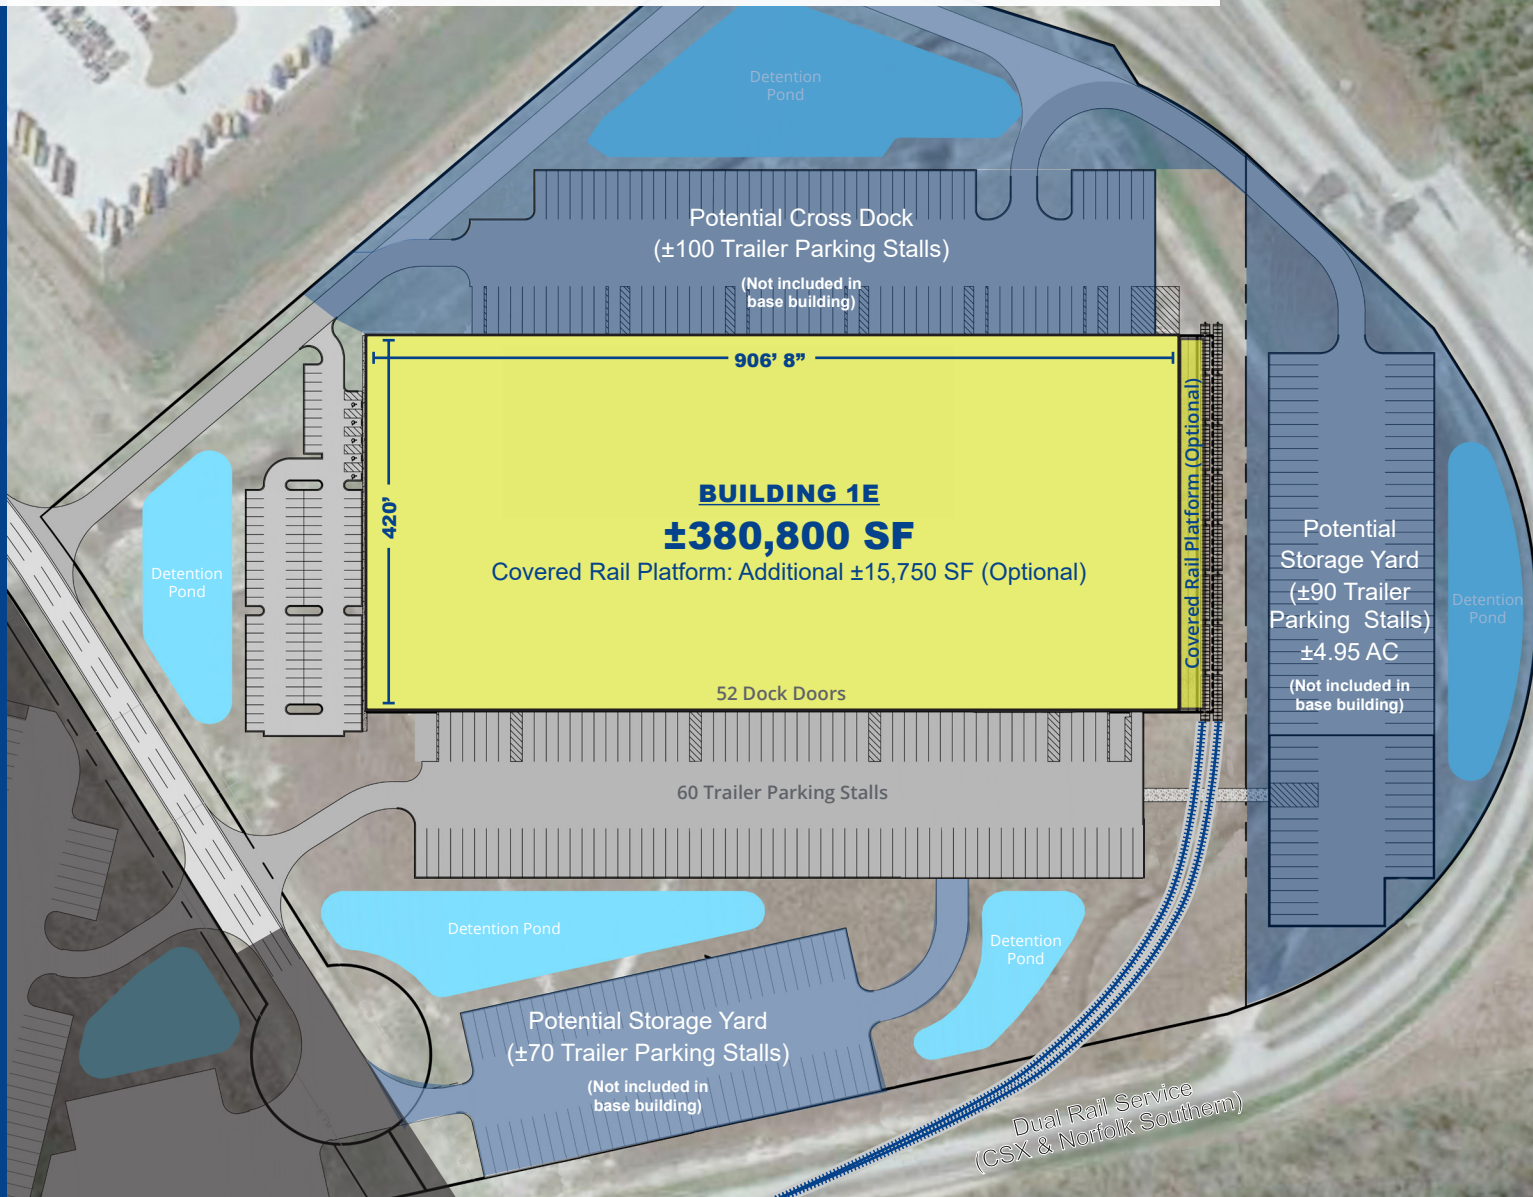 Detention
Pond
Potential Cross Dock
(±100 Trailer Parking Stalls)
(Not included in
base building)
906' 8"
420'
BUILDING 1E
±380,800 SF
Covered Rail Platform: Additional ±15,750 SF (Optional)
Covered Rail Platform (Optional)
52 Dock Doors
Potential
Storage Yard
(±90 Trailer
Parking Stalls)
±4.95 AC
(Not included in
base building)
Detention
Pond
Detention
Pond
60 Trailer Parking Stalls
Detention Pond
Detention
Pond
Potential Storage Yard
(±70 Trailer Parking Stalls)
(Not included in
base building)
Dual Rail Service
(CSX & Norfolk Southern)